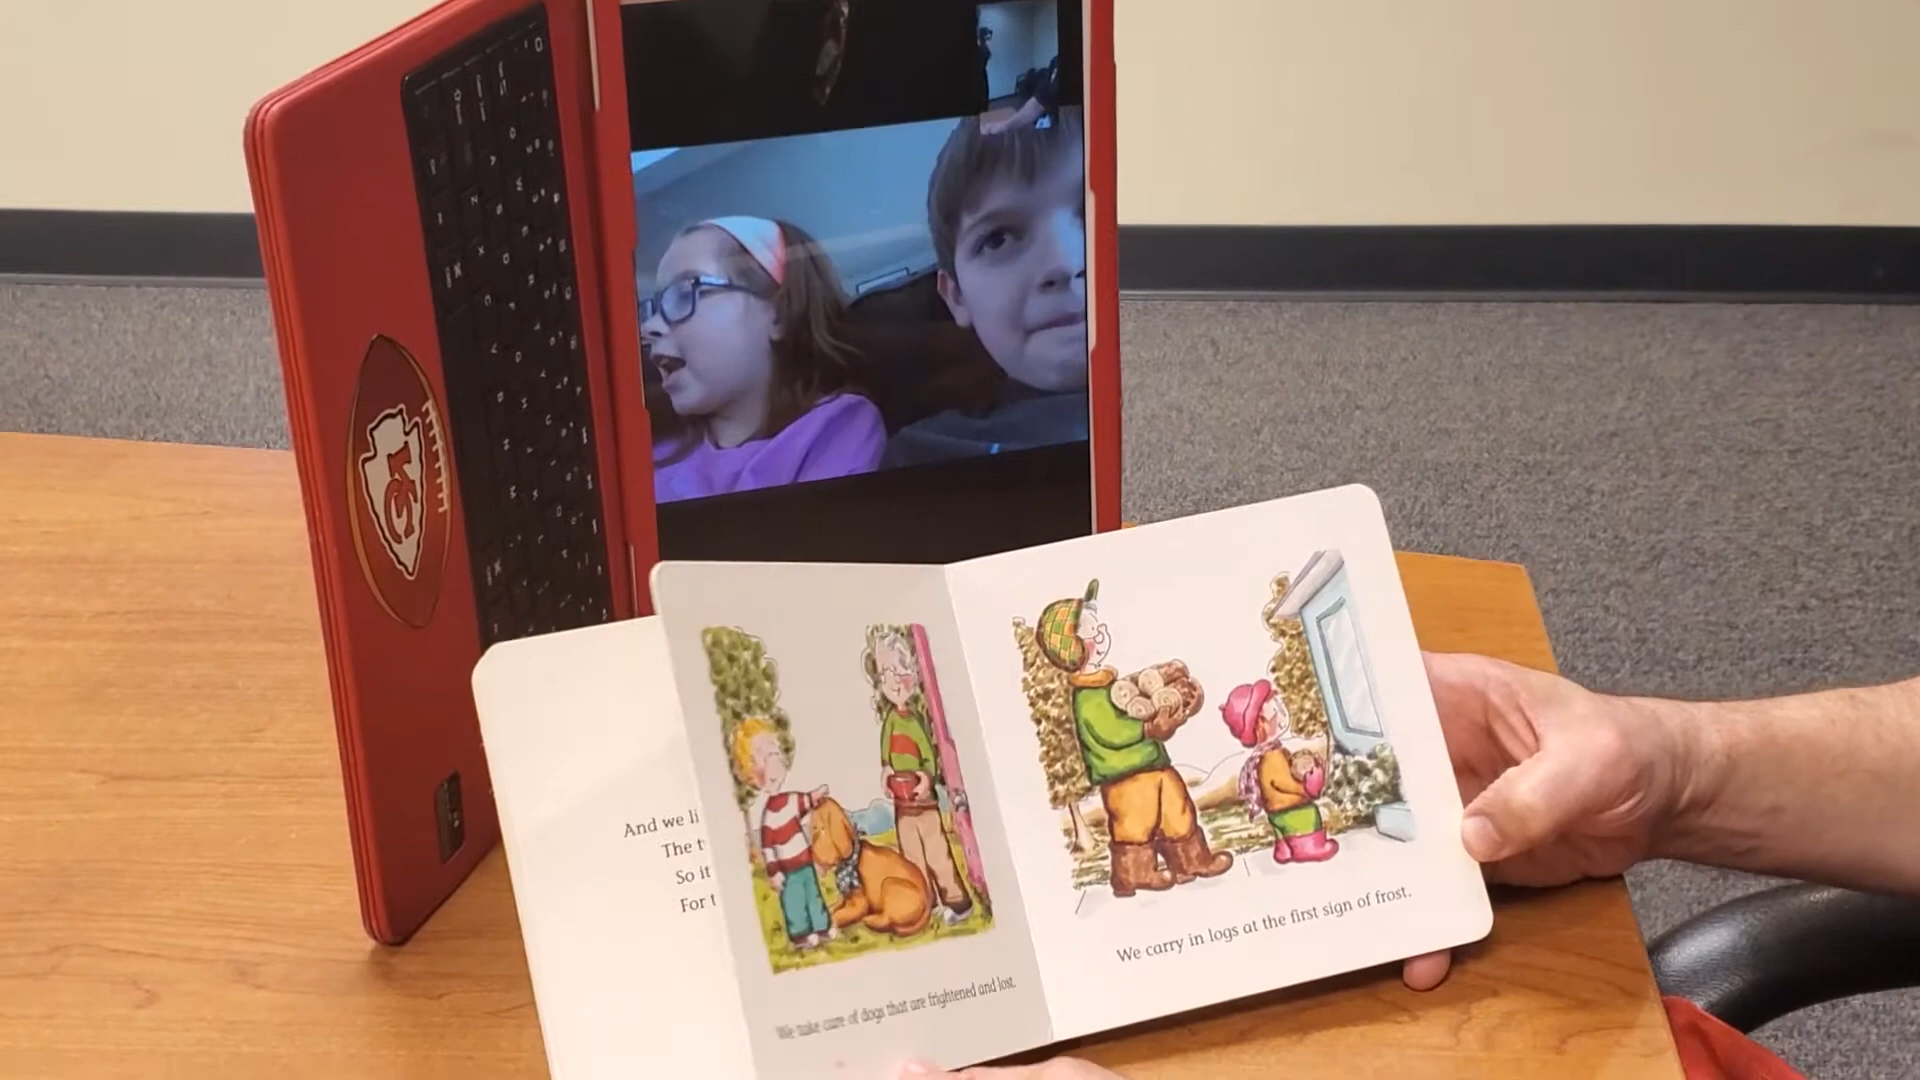 KC
And we li
The t
So it
For t
We take care of dogs that are frightened and lost.
We carry in logs at the first sign of frost.